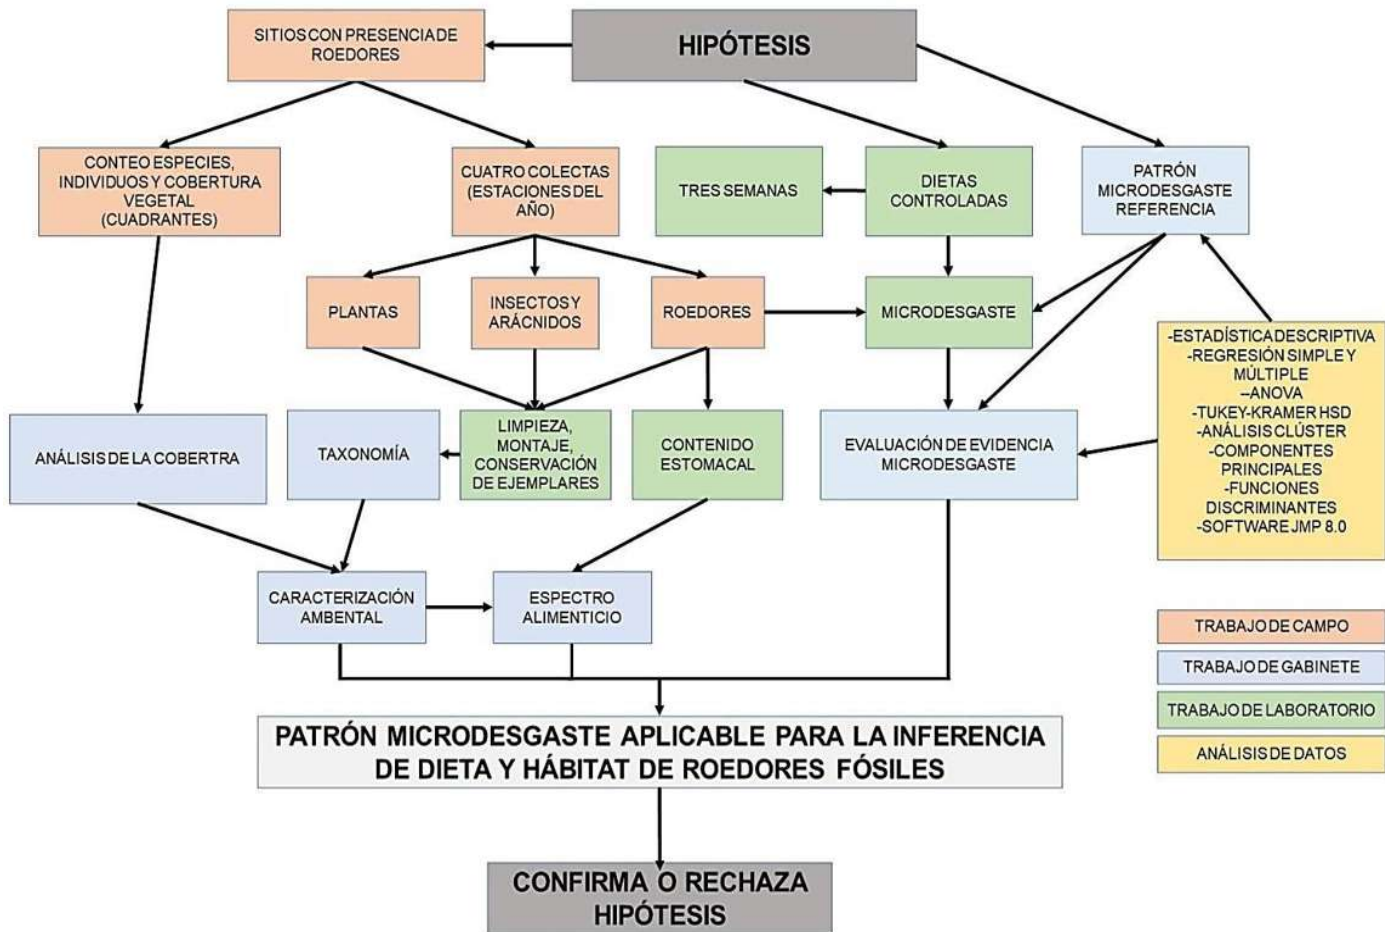 SITIOS CON PRESENCIA DE
ROEDORES
HIPÓTESIS
CONTEO ESPECIES,
INDIVIDUOS Y COBERTURA
VEGETAL
(CUADRANTES)
CUATRO COLECTAS
(ESTACIONES DEL
AÑO)
TRES SEMANAS
DIETAS
CONTROLADAS
PATRÓN
MICRODESGASTE
REFERENCIA
PLANTAS
INSECTOS Y
ARÁCNIDOS
ROEDORES
MICRODESGASTE
-ESTADÍSTICA DESCRIPTIVA
-REGRESIÓN SIMPLE Y
MÚLTIPLE
–ANOVA
-TUKEY-KRAMER HSD
-ANÁLISIS CLÚSTER
-COMPONENTES
PRINCIPALES
-FUNCIONES
DISCRIMINANTES
-SOFTWARE JMP 8.0
ANÁLISIS DE LA COBERTRA
TAXONOMÍA
LIMPIEZA,
MONTAJE,
CONSERVACIÓN
DE EJEMPLARES
CONTENIDO
ESTOMACAL
EVALUACIÓN DE EVIDENCIA
MICRODESGASTE
CARACTERIZACIÓN
AMBENTAL
ESPECTRO
ALIMENTICIO
TRABAJO DE CAMPO
TRABAJO DE GABINETE
TRABAJO DE LABORATORIO
ANÁLISIS DE DATOS
PATRÓN MICRODESGASTE APLICABLE PARA LA INFERENCIA
DE DIETA Y HÁBITAT DE ROEDORES FÓSILES
CONFIRMA O RECHAZA
HIPÓTESIS